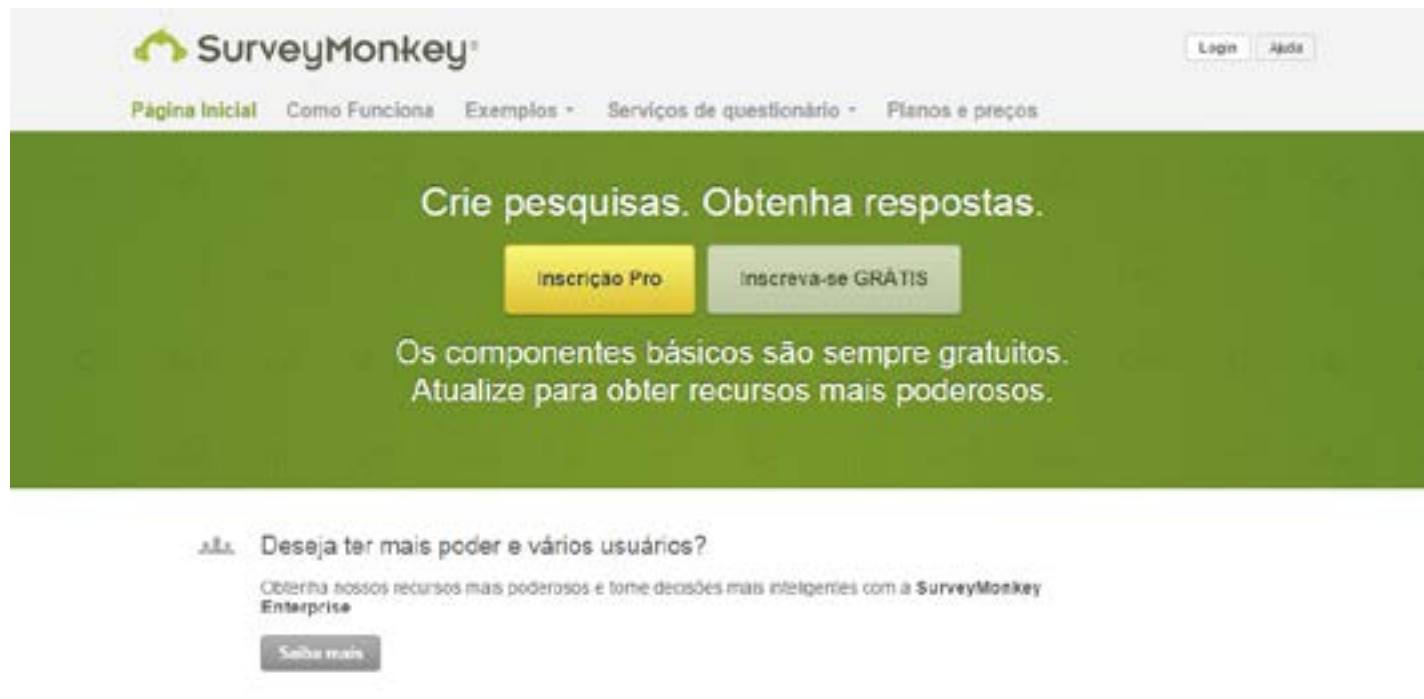 SurveyMonkey®
Login Ajuda
Página Inicial Como Funciona Exemplos Serviços de questionário Planos e preços
Crie pesquisas. Obtenha respostas.
Inscrição Pro Inscreva-se GRÁTIS
Os componentes básicos são sempre gratuitos.
Atualize para obter recursos mais poderosos.
Deseja ter mais poder e vários usuários?
Obtenha nossos recursos mais poderosos e tome decisões mais inteligentes com a SurveyMonkey
Enterprise
Saiba mais